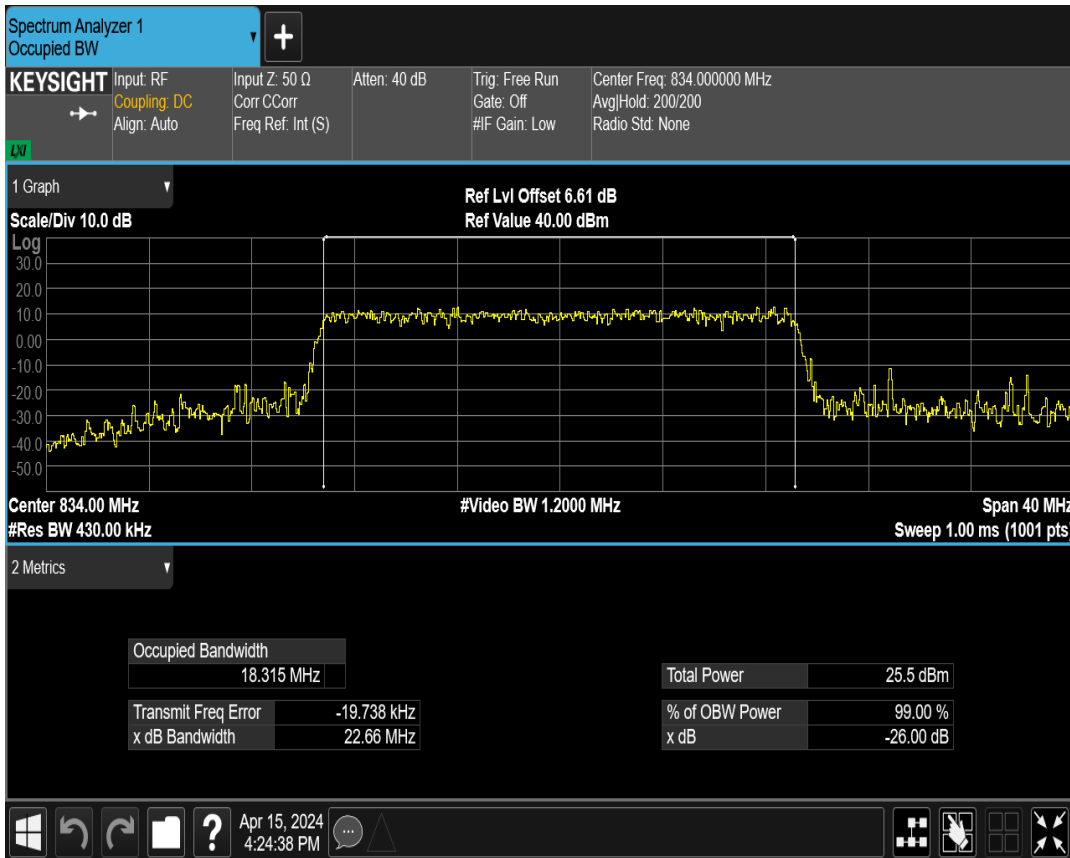 Spectrum Analyzer 1
Occupied BW
+
KEYSIGHT
Input: RF
Coupling: DC
Align: Auto
Input Z: 50 Ω
Corr CCorr
Freq Ref: Int (S)
Atten: 40 dB
Trig: Free Run
Gate: Off
#IF Gain: Low
Center Freq: 834.000000 MHz
Avg|Hold: 200/200
Radio Std: None
LXI
1 Graph
Ref Lvl Offset 6.61 dB
Scale/Div 10.0 dB
Ref Value 40.00 dBm
Log
30.0
20.0
10.0
0.00
-10.0
-20.0
-30.0
-40.0
-50.0
Center 834.00 MHz
#Video BW 1.2000 MHz
Span 40 MHz
#Res BW 430.00 kHz
Sweep 1.00 ms (1001 pts)
2 Metrics
Occupied Bandwidth
18.315 MHz
Total Power 25.5 dBm
Transmit Freq Error -19.738 kHz
% of OBW Power 99.00 %
x dB Bandwidth 22.66 MHz
x dB -26.00 dB
?
Apr 15, 2024
4:24:38 PM